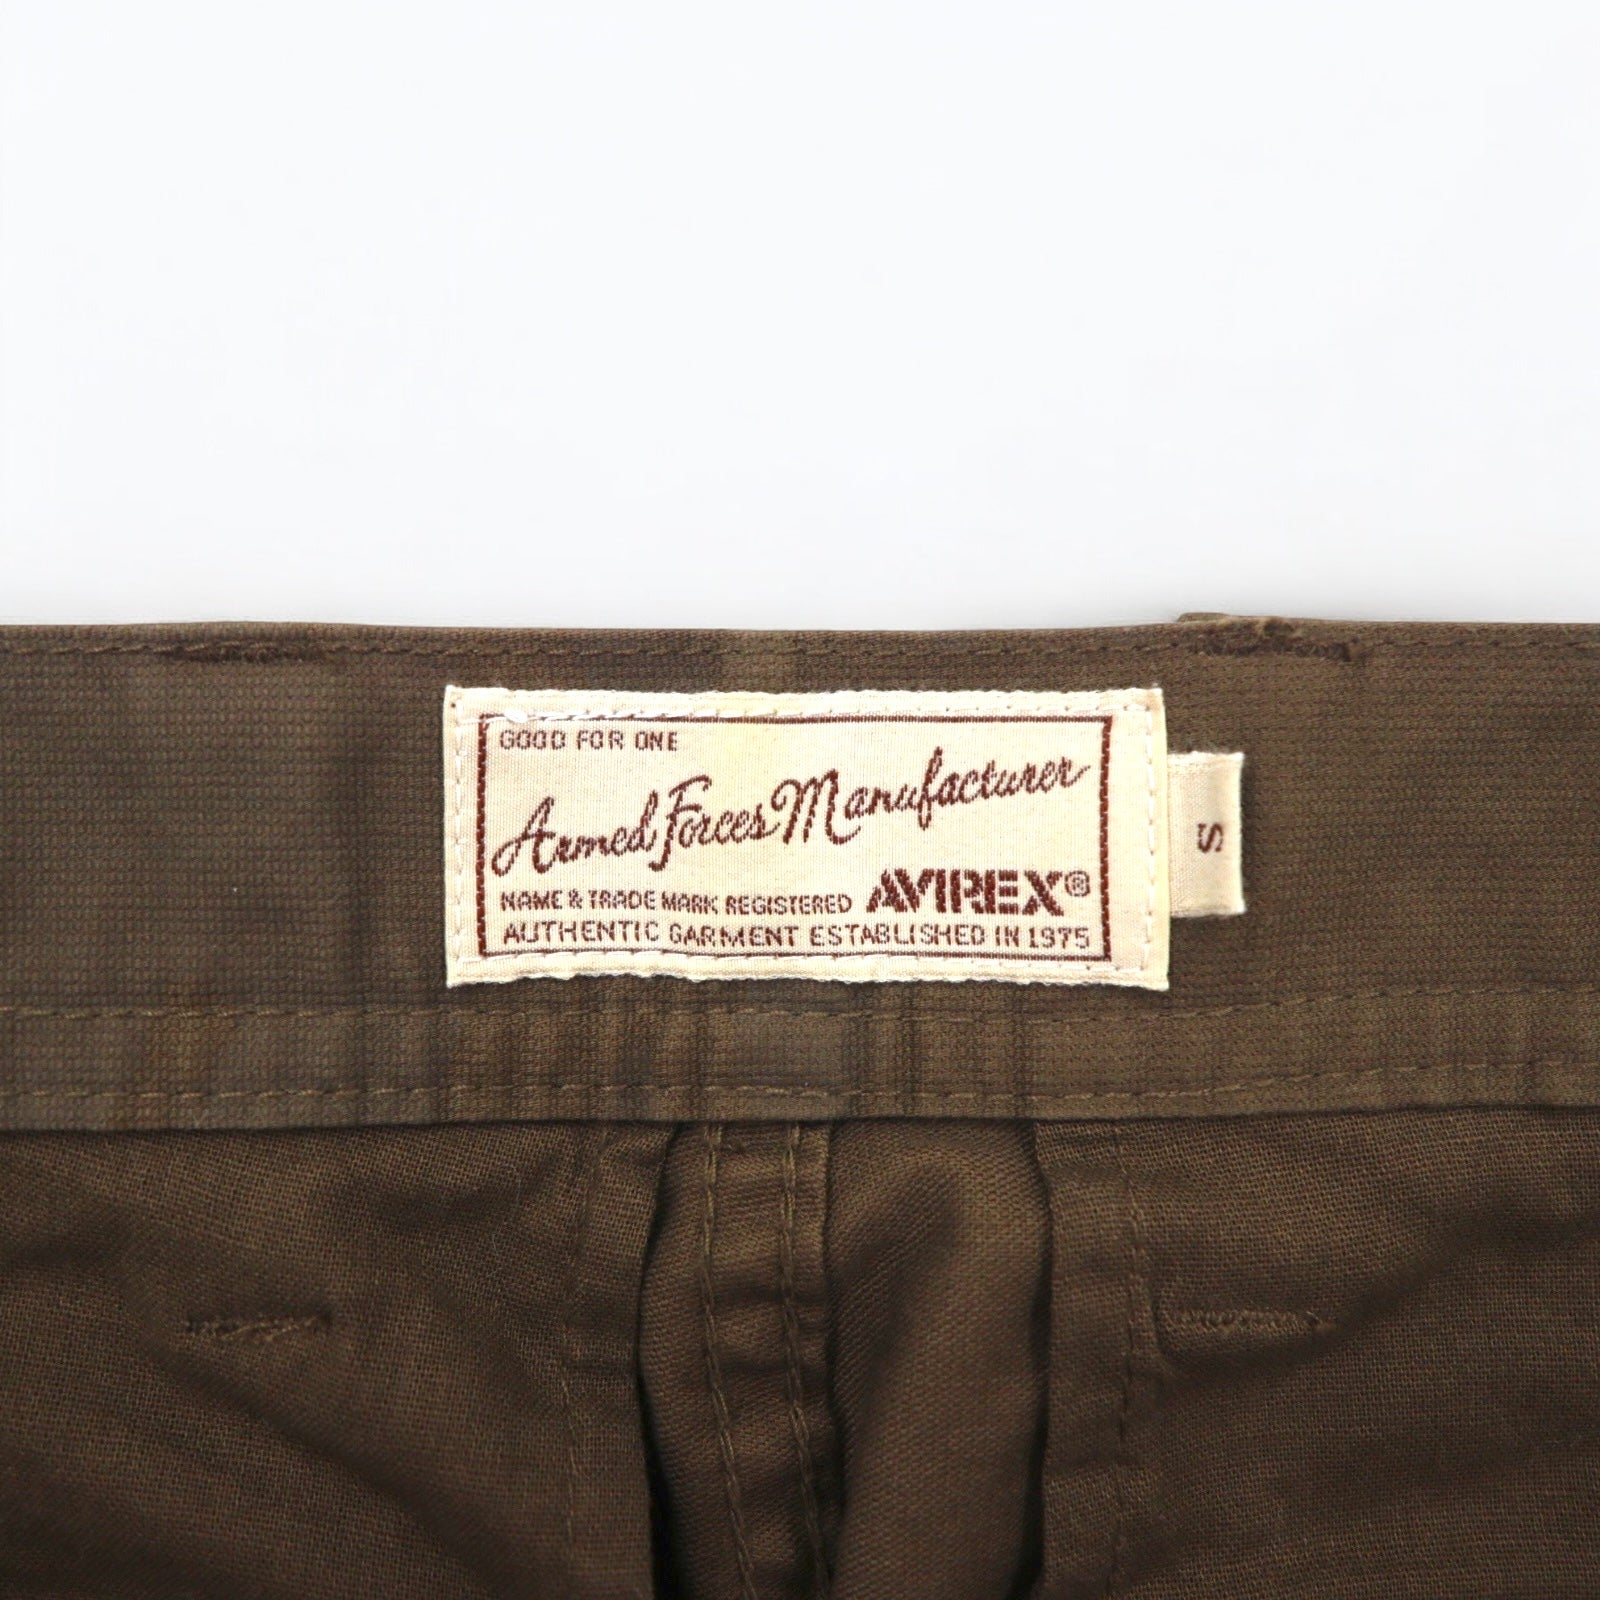 GOOD FOR ONE
Armed Forces Manufacturer
NAME & TRADE MARK REGISTERED AVIREX®
AUTHENTIC GARMENT ESTABLISHED IN 1975
S